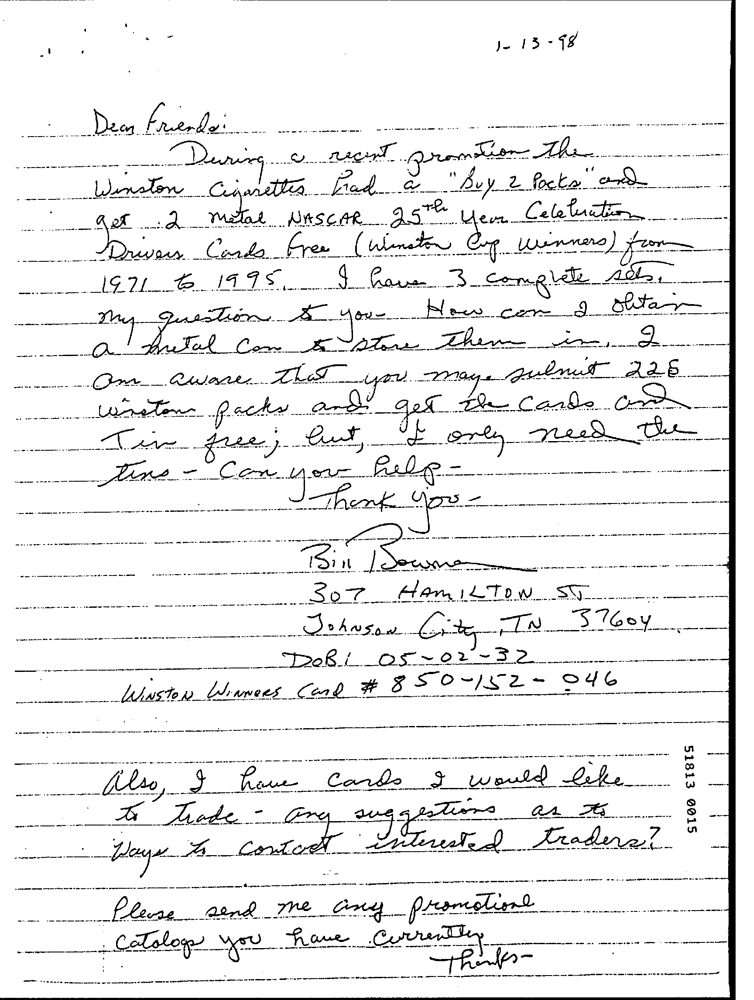 1-13-98
Dear Friends:
During a recent promotion the
Winston Cigarettes had a "Buy 2 Packs" and
get 2 metal NASCAR 25th Year Celebration
Drivers Cards free (Winston Cup winners) from
1971 to 1995. I have 3 complete sets.
My question to you How can I obtain
a metal Can to store them in. I
am aware that you may submit 225
Winston packs and get the cards and
Tin free; but, I only need the
tins - Can you help -
Thank you -
Bill Bowman
307 HAMILTON ST
Johnson City, TN 37604
DOB: 05-02-32
WINSTON WINNERS Card # 850-152-046
Also, I have cards I would like
to trade - any suggestions as to
ways to contact interested traders?
Please send me any promotional
Catalogs you have currently
Thanks-
51813 0015